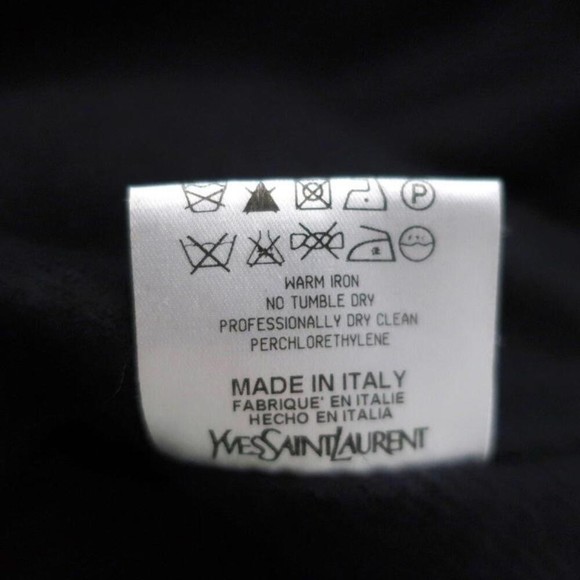 P
WARM IRON
NO TUMBLE DRY
PROFESSIONALLY DRY CLEAN
PERCHLORETHYLENE
MADE IN ITALY
FABRIQUE' EN ITALIE
HECHO EN ITALIA
YVESSAINTLAURENT